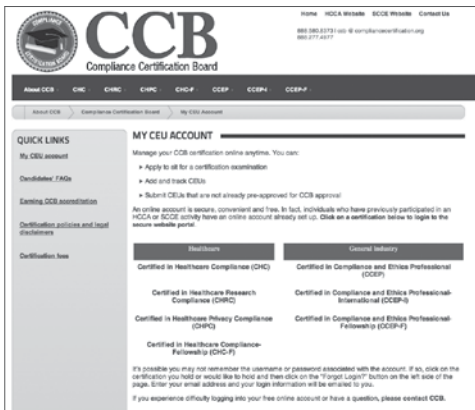 COMPLIANCE
CERTIFICATION BOARD
CCB
Compliance Certification Board
Home HCCA Website SCCE Website Contact Us
About CCB CHC CHRC CHPC CHC-F CCEP CCEP-I CCEP-F
About CCB Compliance Certification Board My CEU Account
QUICK LINKS
My CEU account
Candidates' FAQs
Earning CCB accreditation
Certification policies and legal
disclaimers
Certification fees
MY CEU ACCOUNT
Manage your CCB certification online anytime. You can:
Apply to sit for a certification examination
Add and track CEUs
Submit CEUs that are not already pre-approved for CCB approval
An online account is secure, convenient and free. In fact, individuals who have previously participated in an
HCCA or SCCE activity have an online account already set up. Click on a certification below to login to the
secure website portal.
Healthcare
Certified in Healthcare Compliance (CHC)
Certified in Healthcare Research
Compliance (CHRC)
Certified in Healthcare Privacy Compliance
(CHPC)
Certified in Healthcare Compliance-
Fellowship (CHC-F)
General Industry
Certified in Compliance and Ethics Professional
(CCEP)
Certified in Compliance and Ethics Professional-
International (CCEP-I)
Certified in Compliance and Ethics Professional-
Fellowship (CCEP-F)
It's possible you may not remember the username or password associated with the account. If so, click on the
certification you hold or would like to hold and then click on the "Forgot Login?" button on the left side of the
page. Enter your email address and your login information will be emailed to you.
If you experience difficulty logging into your free online account or have a question, please contact CCB.